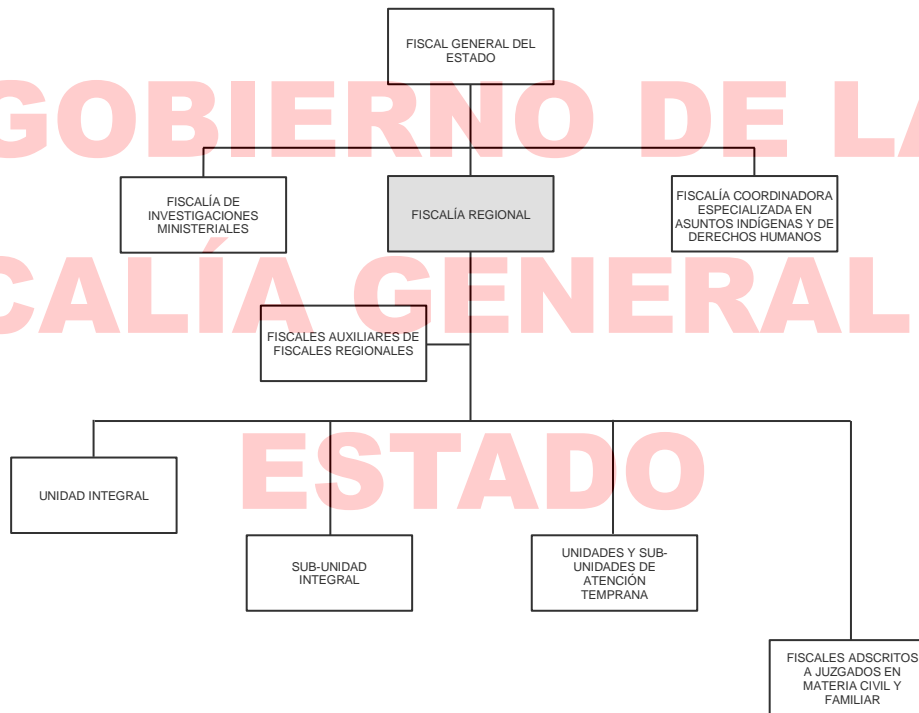 FISCAL GENERAL DEL
ESTADO
GOBIERNO DE LA
FISCALÍA DE
INVESTIGACIONES
MINISTERIALES
FISCALÍA REGIONAL
FISCALÍA COORDINADORA
ESPECIALIZADA EN
ASUNTOS INDÍGENAS Y DE
DERECHOS HUMANOS
CALÍA GENERAL
FISCALES AUXILIARES DE
FISCALES REGIONALES
ESTADO
UNIDAD INTEGRAL
SUB-UNIDAD
INTEGRAL
UNIDADES Y SUB-
UNIDADES DE
ATENCIÓN
TEMPRANA
FISCALES ADSCRITOS
A JUZGADOS EN
MATERIA CIVIL Y
FAMILIAR